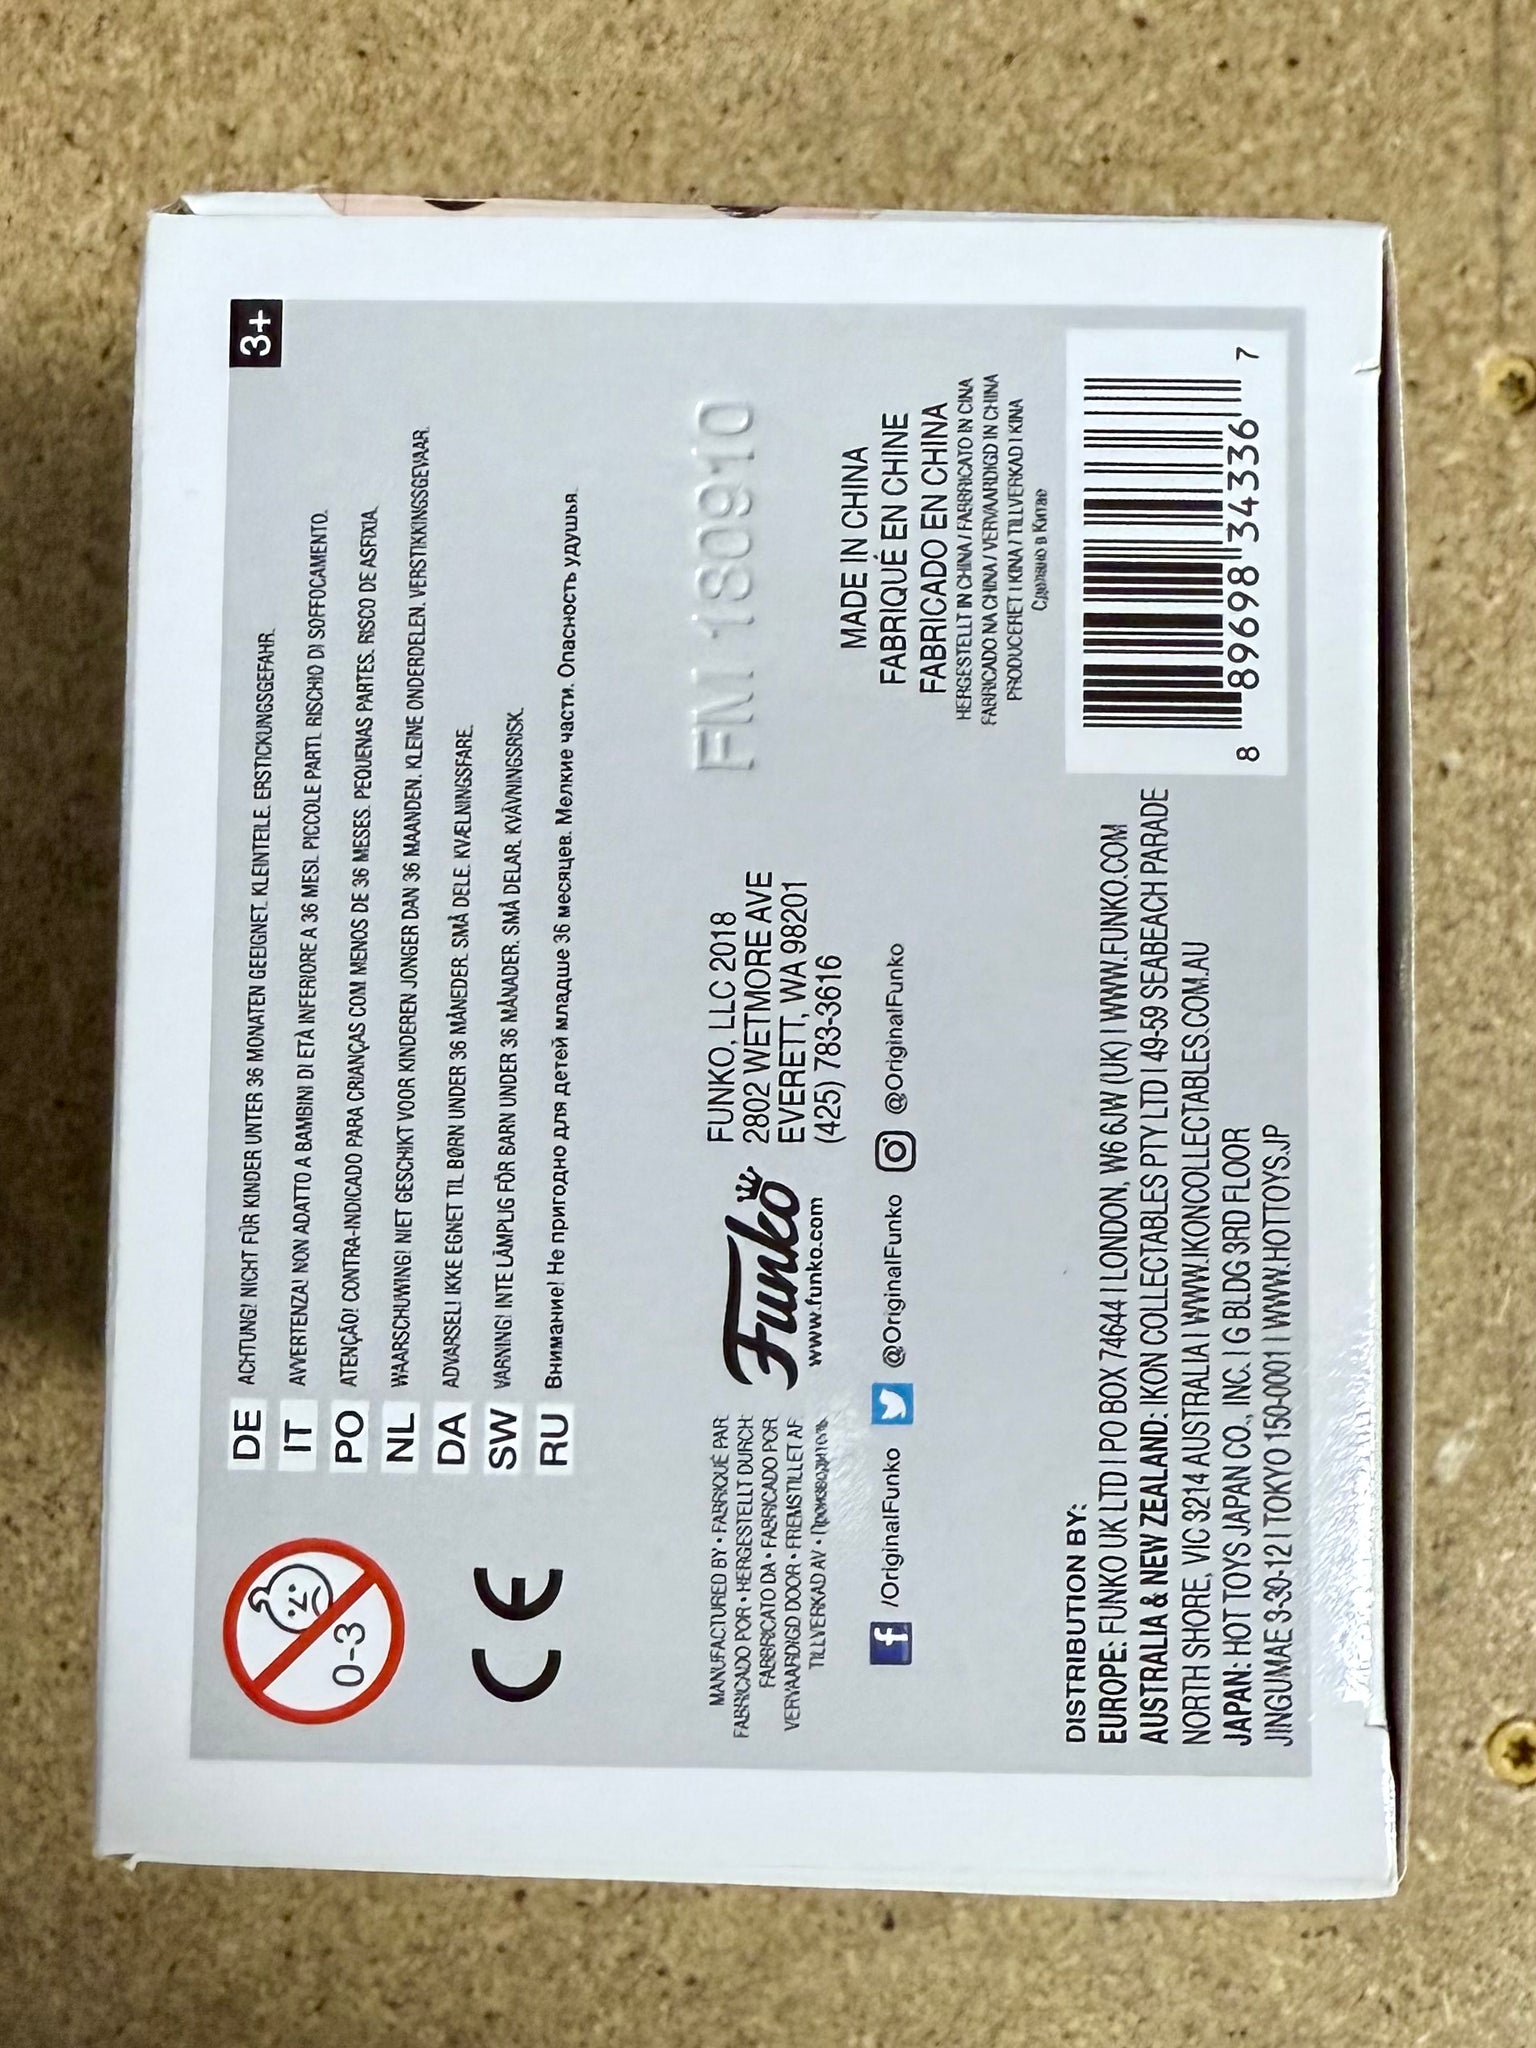 3+
DE ACHTUNG! NICHT FÜR KINDER UNTER 36 MONATEN GEEIGNET. KLEINTEILE. ERSTICKUNGSGEFAHR.
IT AVVERTENZA! NON ADATTO A BAMBINI DI ETÀ INFERIORE A 36 MESI. PICCOLE PARTI. RISCHIO DI SOFFOCAMENTO.
PO ATENÇÃO! CONTRA-INDICADO PARA CRIANÇAS COM MENOS DE 36 MESES. PEQUENAS PARTES. RISCO DE ASFIXIA.
NL WAARSCHUWING! NIET GESCHIKT VOOR KINDEREN JONGER DAN 36 MAANDEN. KLEINE ONDERDELEN. VERSTIKKINGSGEVAAR.
DA ADVARSEL! IKKE EGNET TIL BØRN UNDER 36 MÅNEDER. SMÅ DELE. KVÆLNINGSFARE.
SW VARNING! INTE LÄMPLIG FÖR BARN UNDER 36 MÅNADER. SMÅ DELAR. KVÄVNINGSRISK.
RU Внимание! Не пригодно для детей младше 36 месяцев. Мелкие части. Опасность удушья.
0-3
CE
MANUFACTURED BY • FABRIQUÉ PAR
FABRICADO POR • HERGESTELLT DURCH
FABBRICATO DA • FABRICADO POR
VERVAARDIGD DOOR • FREMSTILLET AF
TILLVERKAD AV • Производитель
Funko
www.funko.com
FUNKO, LLC 2018
2802 WETMORE AVE
EVERETT, WA 98201
(425) 783-3616
/OriginalFunko @OriginalFunko @OriginalFunko
FM 180910
MADE IN CHINA
FABRIQUÉ EN CHINE
FABRICADO EN CHINA
HERGESTELLT IN CHINA / FABBRICATO IN CINA
FABRICADO NA CHINA / VERVAARDIGD IN CHINA
PRODUCERET I KINA / TILLVERKAD I KINA
Сделано в Китае
DISTRIBUTION BY:
EUROPE: FUNKO UK LTD | PO BOX 74644 | LONDON, W6 6JW (UK) | WWW.FUNKO.COM
AUSTRALIA & NEW ZEALAND: IKON COLLECTABLES PTY LTD | 49-59 SEABEACH PARADE
NORTH SHORE, VIC 3214 AUSTRALIA | WWW.IKONCOLLECTABLES.COM.AU
JAPAN: HOT TOYS JAPAN CO., INC. | G BLDG 3RD FLOOR
JINGUMAE 3-30-12 | TOKYO 150-0001 | WWW.HOTTOYS.JP
8 89698 34336 7